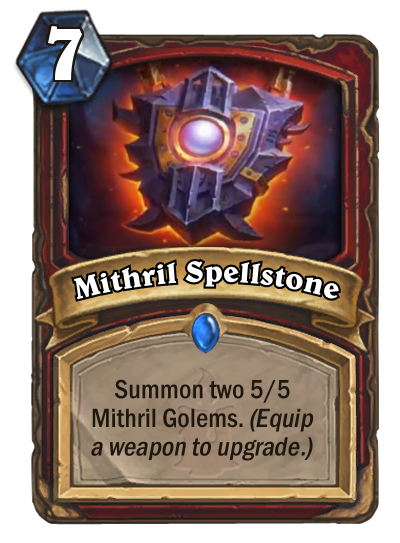 7
Mithril Spellstone
Summon two 5/5
Mithril Golems. (Equip
a weapon to upgrade.)